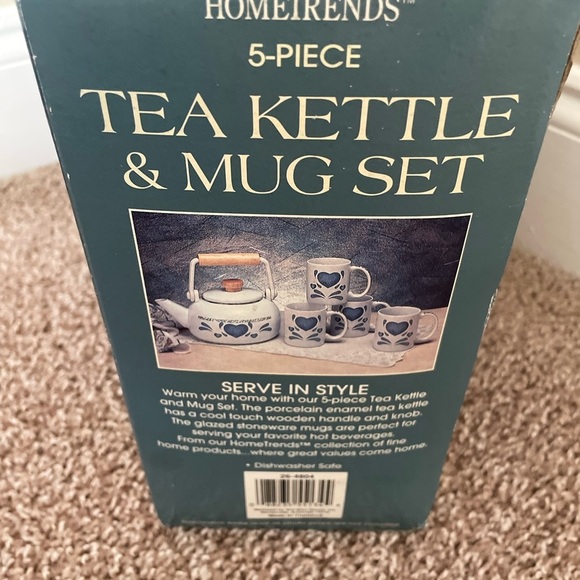 HOMETRENDS™
5-PIECE
TEA KETTLE
& MUG SET
SERVE IN STYLE
Warm your home with our 5-piece Tea Kettle
and Mug Set. The porcelain enamel tea kettle
has a cool touch wooden handle and knob.
The glazed stoneware mugs are perfect for
serving your favorite hot beverages.
From our HomeTrends™ collection of fine
home products...where great values come home.
• Dishwasher Safe
26-4804